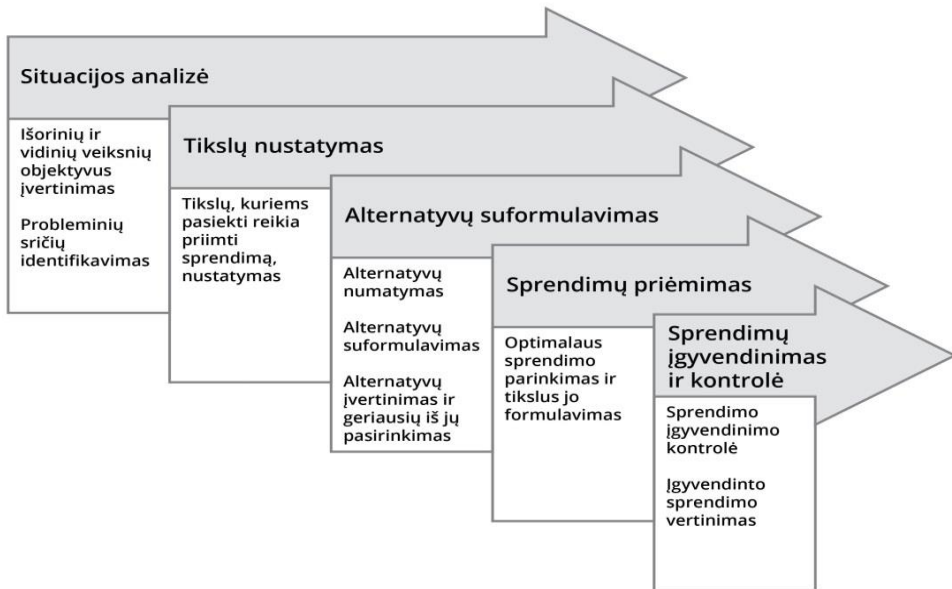 Situacijos analizė
Išorinių ir
vidinių veiksnių
objektyvus
įvertinimas
Probleminių
sričių
identifikavimas
Tikslų nustatymas
Tikslų, kuriems
pasiekti reikia
priimti
sprendimą,
nustatymas
Alternatyvų suformulavimas
Alternatyvų
numatymas
Alternatyvų
suformulavimas
Alternatyvų
įvertinimas ir
geriausių iš jų
pasirinkimas
Sprendimų priėmimas
Optimalaus
sprendimo
parinkimas ir
tikslus jo
formulavimas
Sprendimų
įgyvendinimas
ir kontrolė
Sprendimo
įgyvendinimo
kontrolė
Įgyvendinto
sprendimo
vertinimas